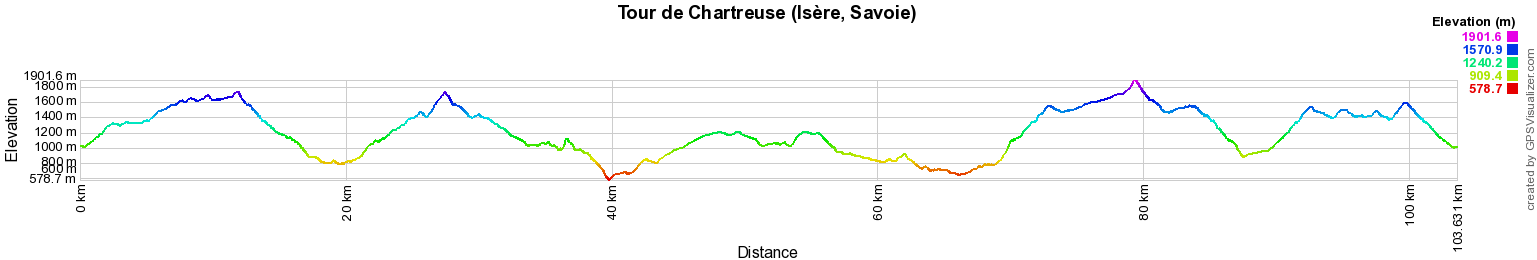 Tour de Chartreuse (Isère, Savoie)
Elevation (m)
1901.6
1570.9
1240.2
909.4
578.7
1901.6 m
1800 m
1600 m
1400 m
1200 m
1000 m
800 m
600 m
578.7 m
Elevation
0 km
20 km
40 km
60 km
80 km
100 km
103.631 km
Distance
created by GPSVisualizer.com